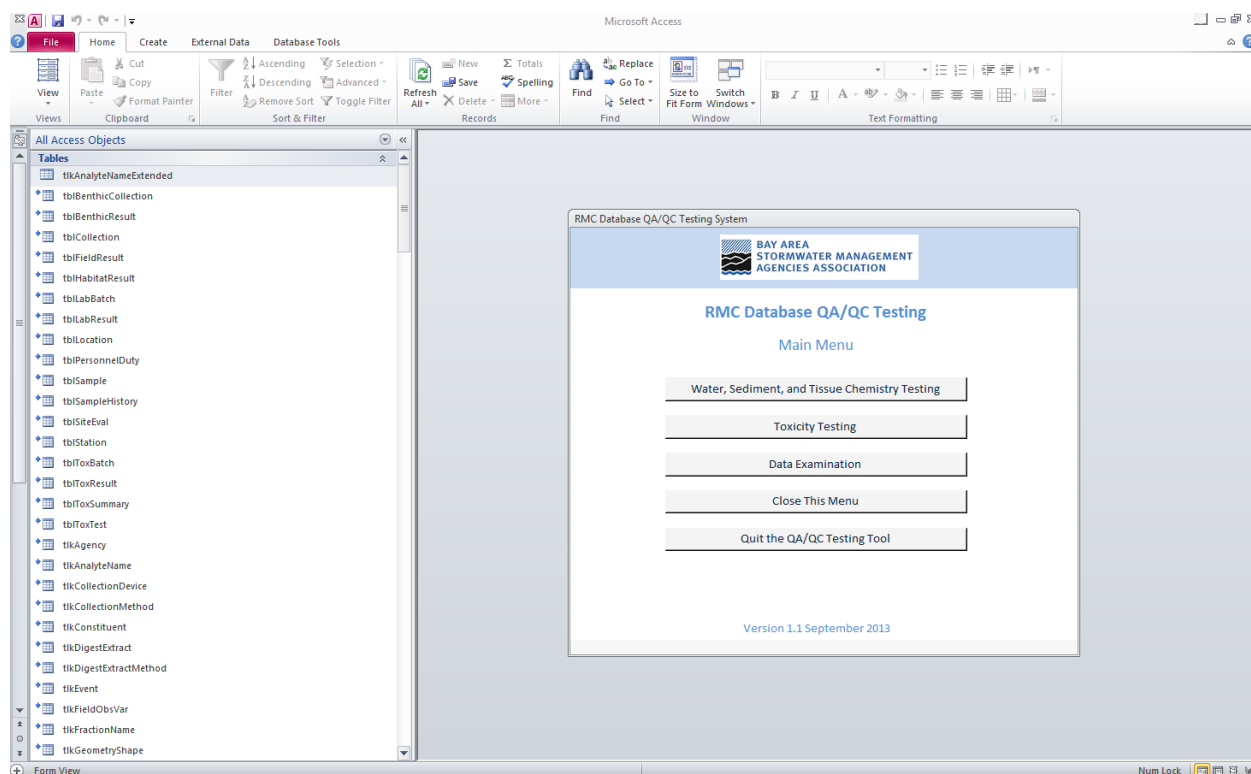 Microsoft Access
File Home Create External Data Database Tools
View
Views
Paste
Cut
Copy
Format Painter
Clipboard
Filter
Ascending
Descending
Remove Sort
Selection
Advanced
Toggle Filter
Sort & Filter
Refresh
All
New
Save
Delete
Totals
Spelling
More
Records
Find
Replace
Go To
Select
Find
Size to
Fit Form
Switch
Windows
Window
B I U A
Text Formatting
All Access Objects
Tables
tlkAnalyteNameExtended
tblBenthicCollection
tblBenthicResult
tblCollection
tblFieldResult
tblHabitatResult
tblLabBatch
tblLabResult
tblLocation
tblPersonnelDuty
tblSample
tblSampleHistory
tblSiteEval
tblStation
tblToxBatch
tblToxResult
tblToxSummary
tblToxTest
tlkAgency
tlkAnalyteName
tlkCollectionDevice
tlkCollectionMethod
tlkConstituent
tlkDigestExtract
tlkDigestExtractMethod
tlkEvent
tlkFieldObsVar
tlkFractionName
tlkGeometryShape
RMC Database QA/QC Testing System
BAY AREA
STORMWATER MANAGEMENT
AGENCIES ASSOCIATION
RMC Database QA/QC Testing
Main Menu
Water, Sediment, and Tissue Chemistry Testing
Toxicity Testing
Data Examination
Close This Menu
Quit the QA/QC Testing Tool
Version 1.1 September 2013
Form View
Num Lock